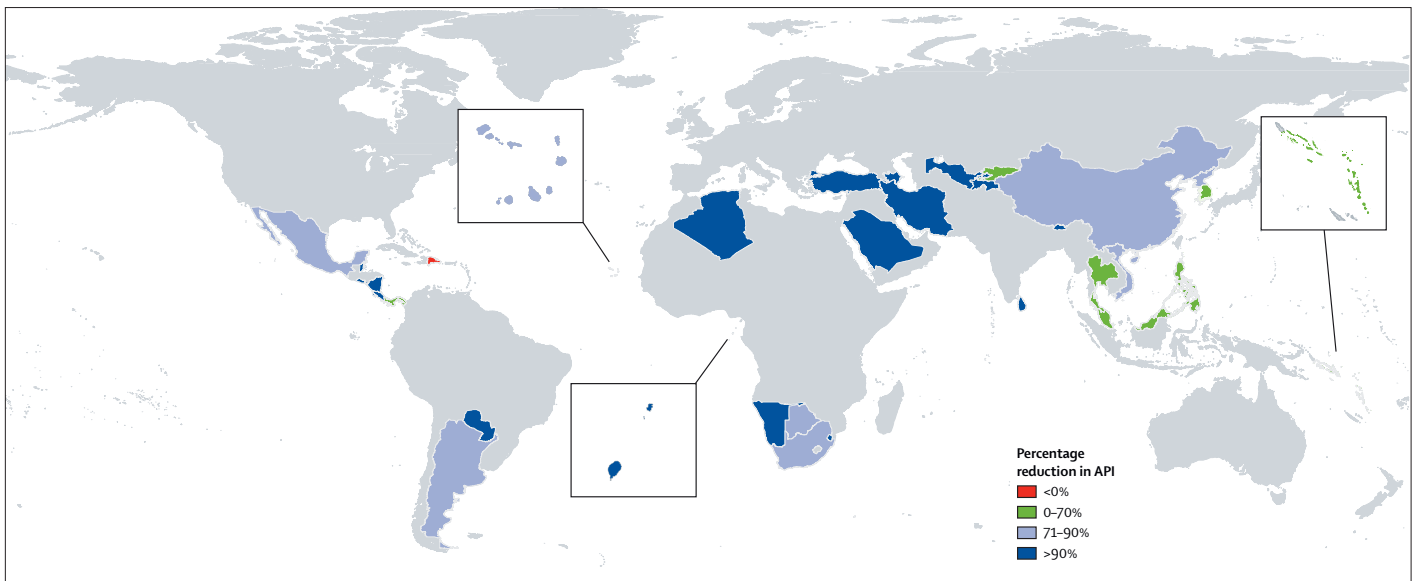 Percentage
reduction in API
<0%
0–70%
71–90%
>90%